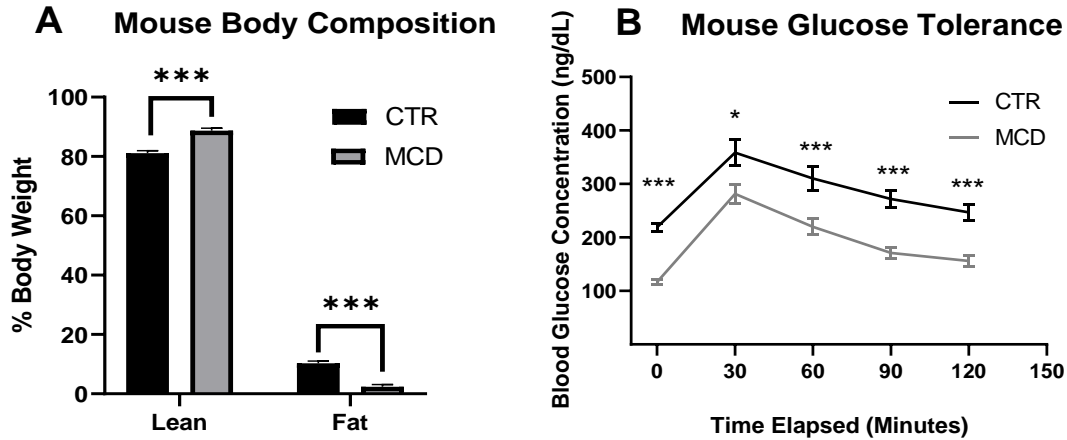 A Mouse Body Composition
% Body Weight
100
80
60
40
20
0
***
***
CTR
MCD
Lean Fat
B Mouse Glucose Tolerance
Blood Glucose Concentration (ng/dL)
500
400
300
200
100
***
*
***
***
***
CTR
MCD
0 30 60 90 120 150
Time Elapsed (Minutes)